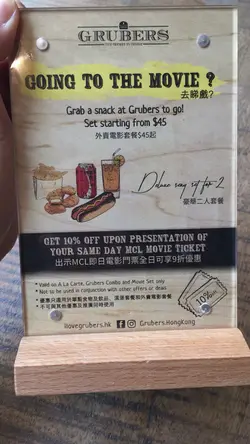 GRUBERS
GOING TO THE MOVIE ?
去睇戲?
Grab a snack at Grubers to go!
Set starting from $45
外賣電影套餐$45起
Deluxe set for 2
豪華二人套餐
GET 10% OFF UPON PRESENTATION OF
YOUR SAME DAY MCL MOVIE TICKET
出示MCL即日電影門票全日可享9折優惠
* Valid on A La Carte, Grubers Combo and Movie Set only
* Not to be used in conjunction with other offers or deals
10%
ilovegrubers.hk
Grubers.HongKong